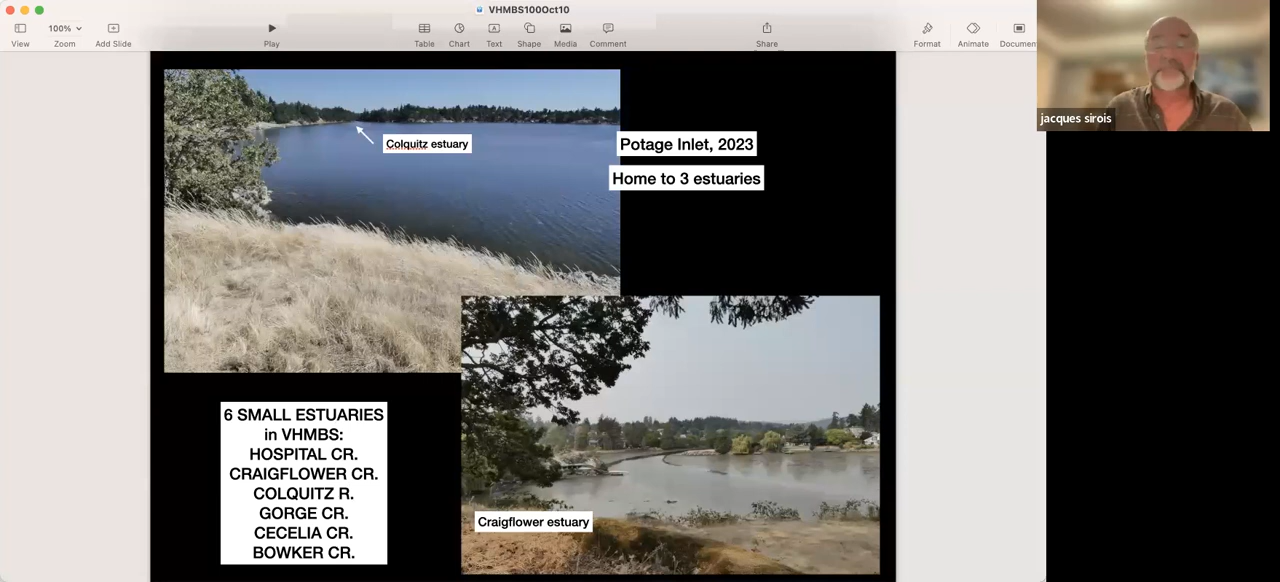 VHMBS100Oct10
View
100%
Zoom
Add Slide
Play
Table
Chart
Text
Shape
Media
Comment
Share
Format
Animate
Documen
jacques sirois
Colquitz estuary
Potage Inlet, 2023
Home to 3 estuaries
6 SMALL ESTUARIES
in VHMBS:
HOSPITAL CR.
CRAIGFLOWER CR.
COLQUITZ R.
GORGE CR.
CECELIA CR.
BOWKER CR.
Craigflower estuary